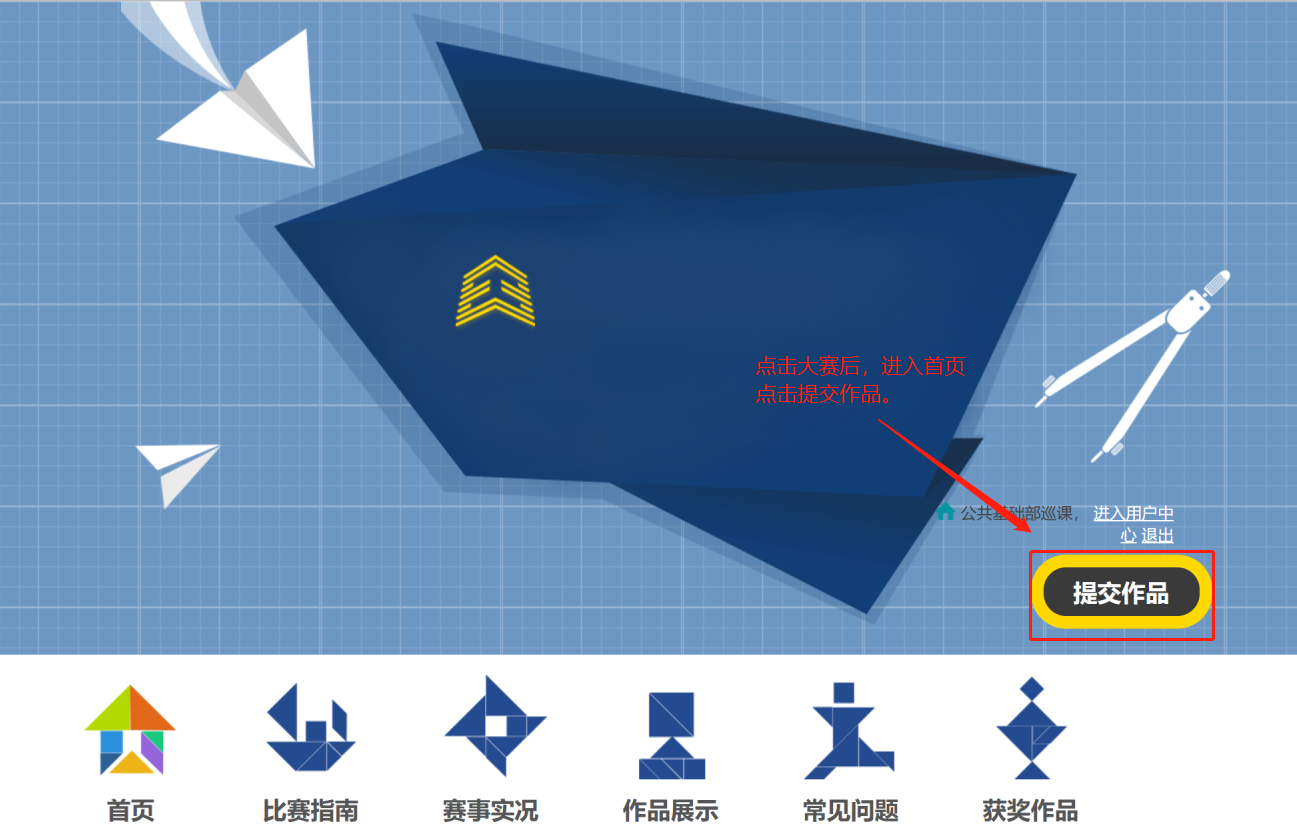 点击大赛后，进入首页
点击提交作品。
公共基础部巡课， 进入用户中
心 退出
提交作品
首页 比赛指南 赛事实况 作品展示 常见问题 获奖作品